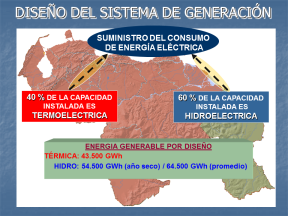 DISEÑO DEL SISTEMA DE GENERACIÓN
SUMINISTRO DEL CONSUMO
DE ENERGÍA ELÉCTRICA
40 % DE LA CAPACIDAD
INSTALADA ES
TERMOELECTRICA
60 % DE LA CAPACIDAD
INSTALADA ES
HIDROELECTRICA
ENERGIA GENERABLE POR DISEÑO
TÉRMICA: 43.500 GWh
HIDRO: 54.500 GWh (año seco) / 64.500 GWh (promedio)